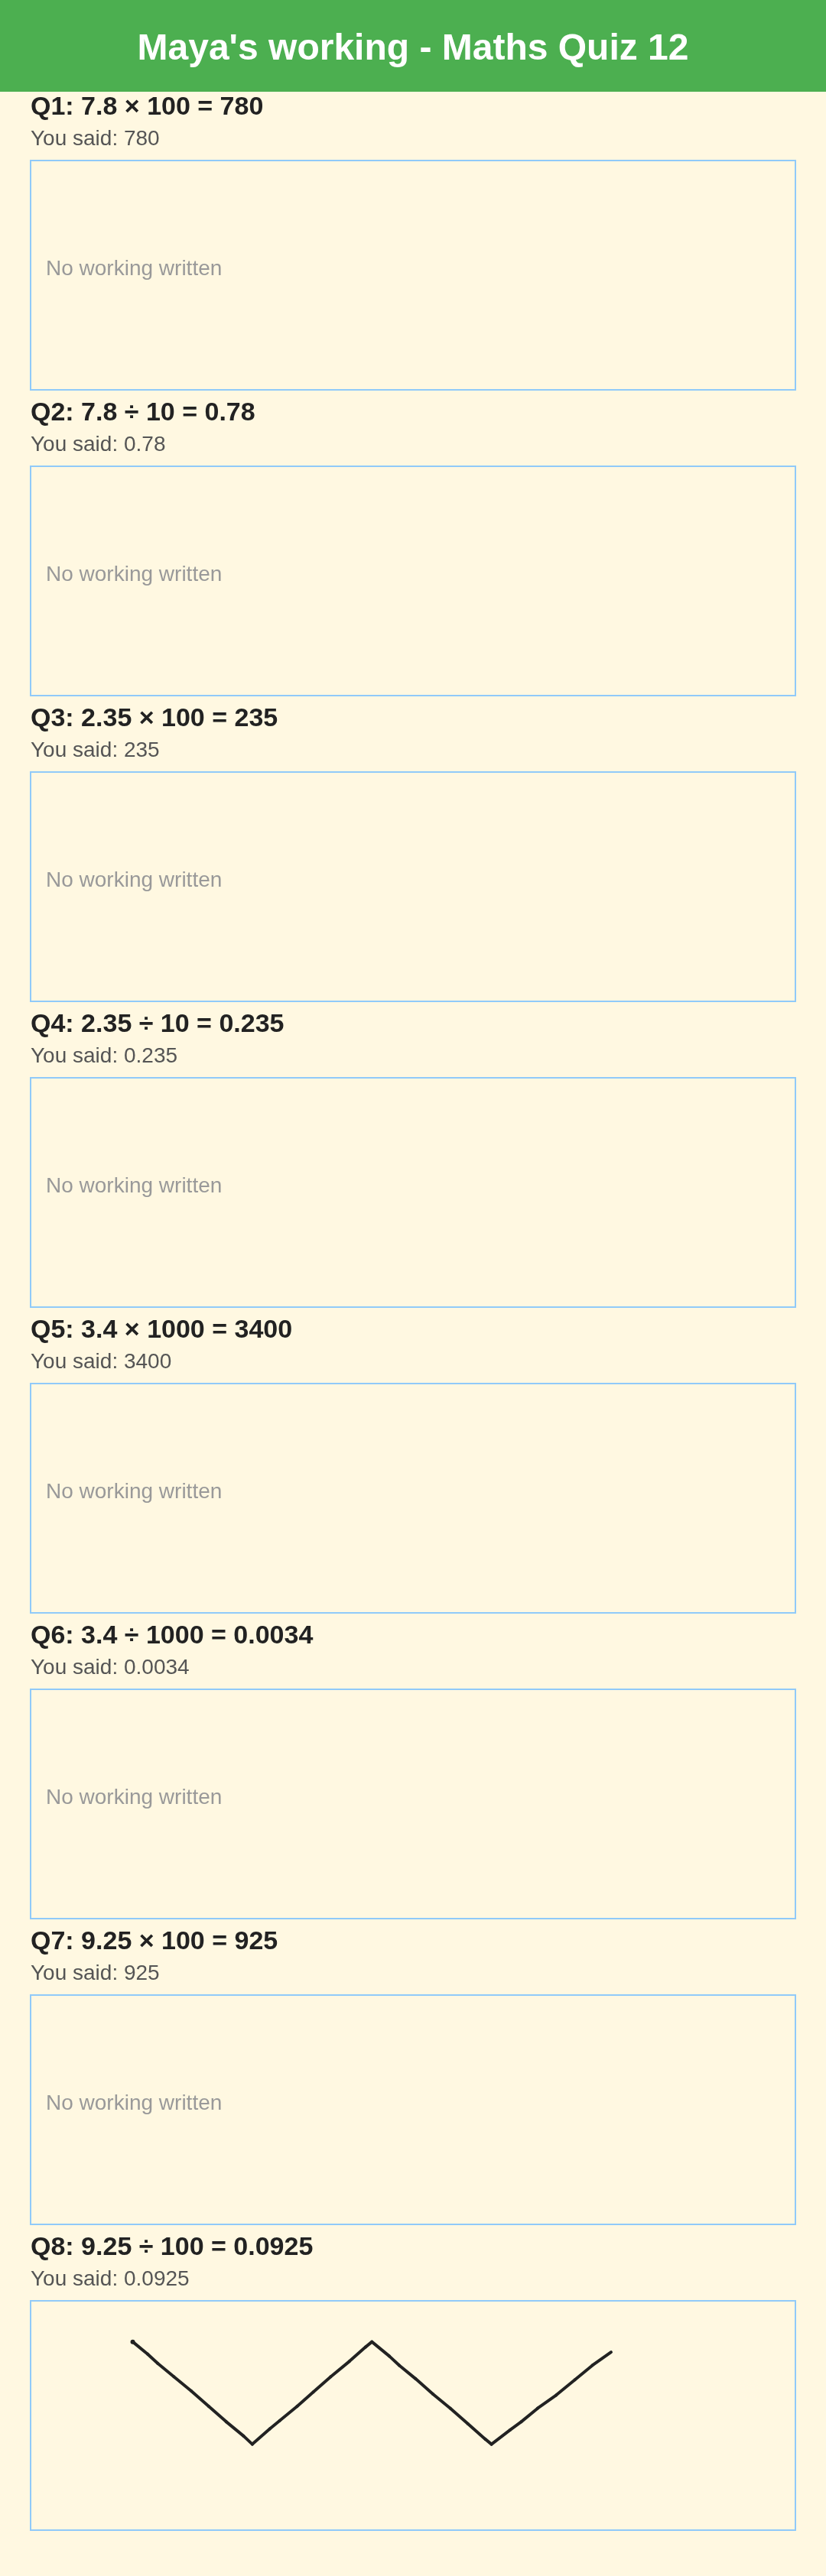 Maya's working - Maths Quiz 12
Q1: 7.8 × 100 = 780
You said: 780
No working written
Q2: 7.8 ÷ 10 = 0.78
You said: 0.78
No working written
Q3: 2.35 × 100 = 235
You said: 235
No working written
Q4: 2.35 ÷ 10 = 0.235
You said: 0.235
No working written
Q5: 3.4 × 1000 = 3400
You said: 3400
No working written
Q6: 3.4 ÷ 1000 = 0.0034
You said: 0.0034
No working written
Q7: 9.25 × 100 = 925
You said: 925
No working written
Q8: 9.25 ÷ 100 = 0.0925
You said: 0.0925